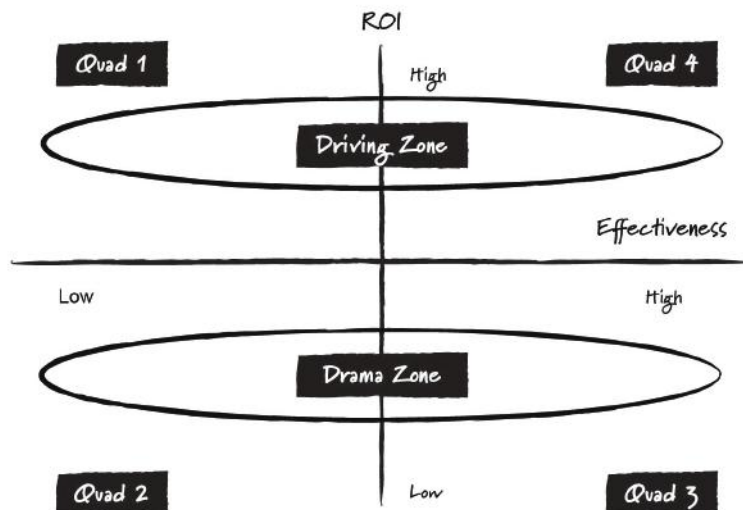 ROI
Quad 1
Quad 4
High
Driving Zone
Effectiveness
Low
High
Drama Zone
Quad 2
Low
Quad 3